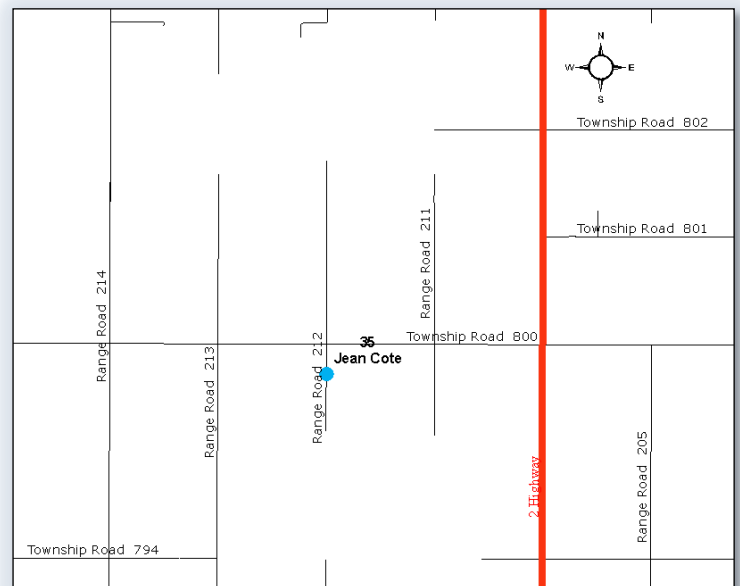 N
W E
S
Township Road 802
Range Road 211
Township Road 801
Range Road 214
Township Road 800
35
Jean Cote
Range Road 212
Range Road 213
Range Road 205
2 Highway
Township Road 794